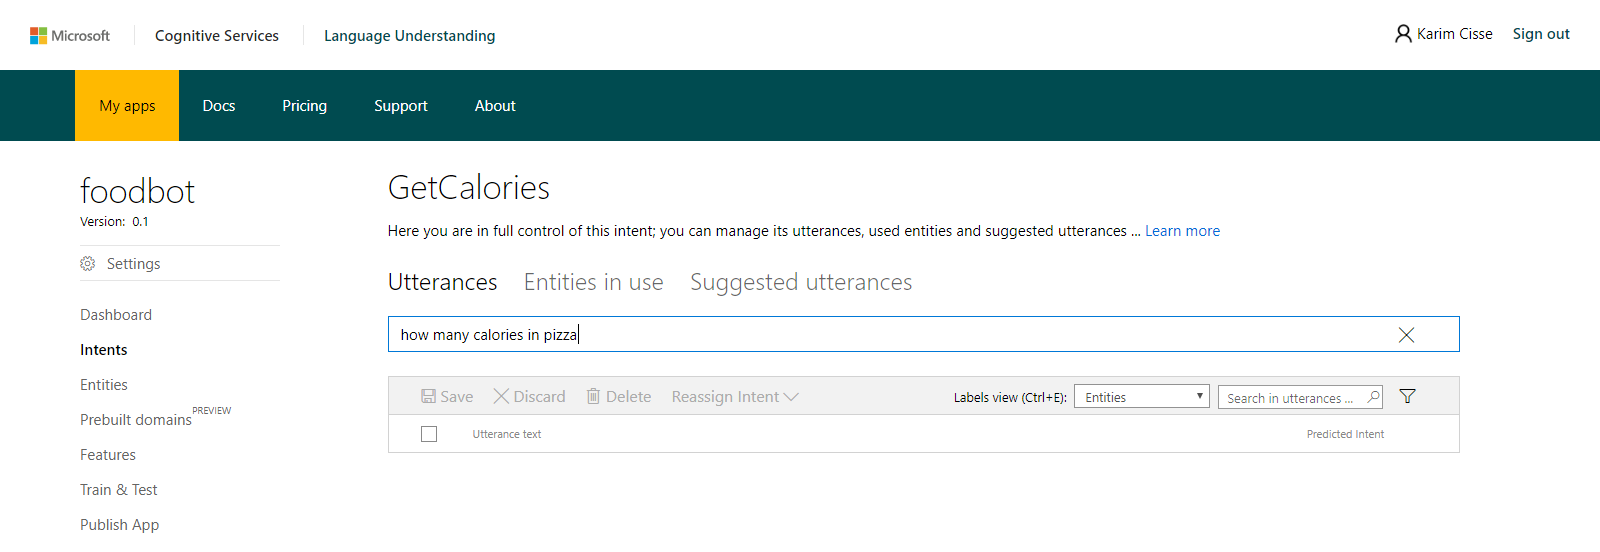 Microsoft Cognitive Services Language Understanding Karim Cisse Sign out
My apps Docs Pricing Support About
foodbot
Version: 0.1
Settings
Dashboard
Intents
Entities
Prebuilt domains PREVIEW
Features
Train & Test
Publish App
GetCalories
Here you are in full control of this intent; you can manage its utterances, used entities and suggested utterances ... Learn more
Utterances Entities in use Suggested utterances
how many calories in pizza
Save Discard Delete Reassign Intent Labels view (Ctrl+E): Entities Search in utterances ...
Utterance text Predicted Intent